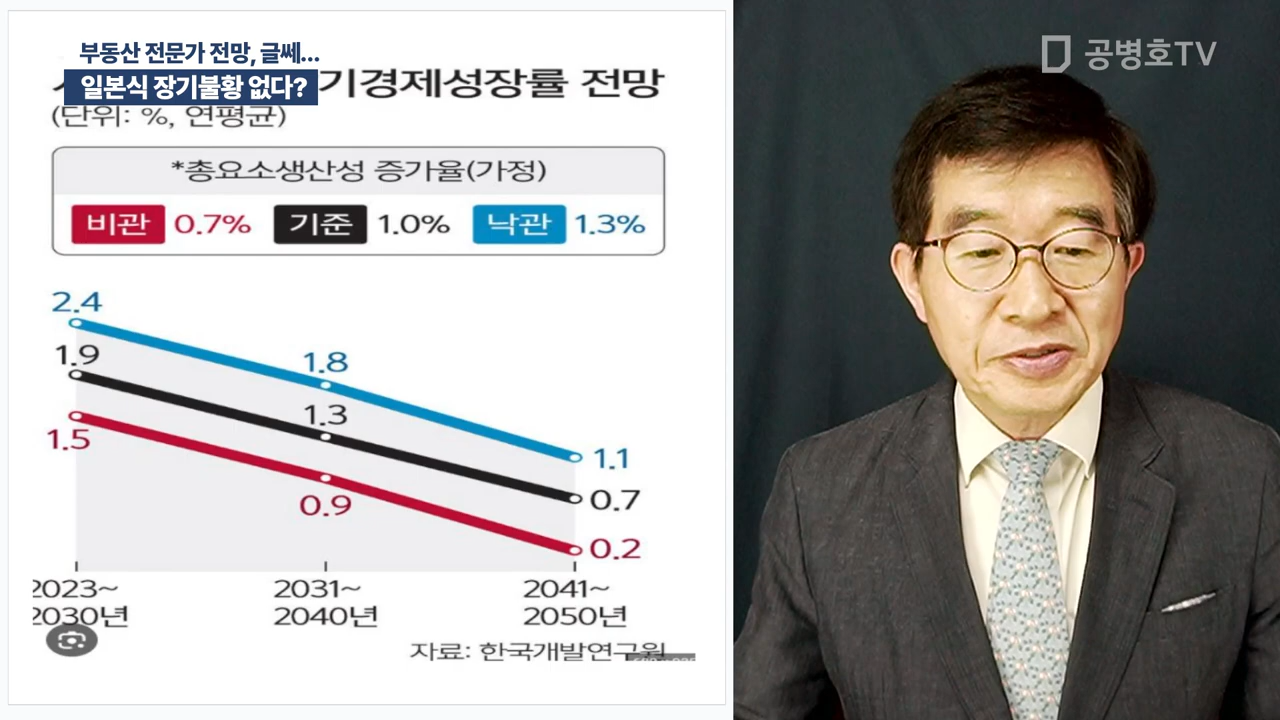 부동산 전문가 전망, 글쎄...
일본식 장기불황 없다?
기경제성장률 전망
(단위: %, 연평균)
*총요소생산성 증가율(가정)
비관 0.7% 기준 1.0% 낙관 1.3%
2.4
1.9
1.5
1.8
1.3
0.9
1.1
0.7
0.2
2023~
2030년
2031~
2040년
2041~
2050년
자료: 한국개발연구원
공병호TV